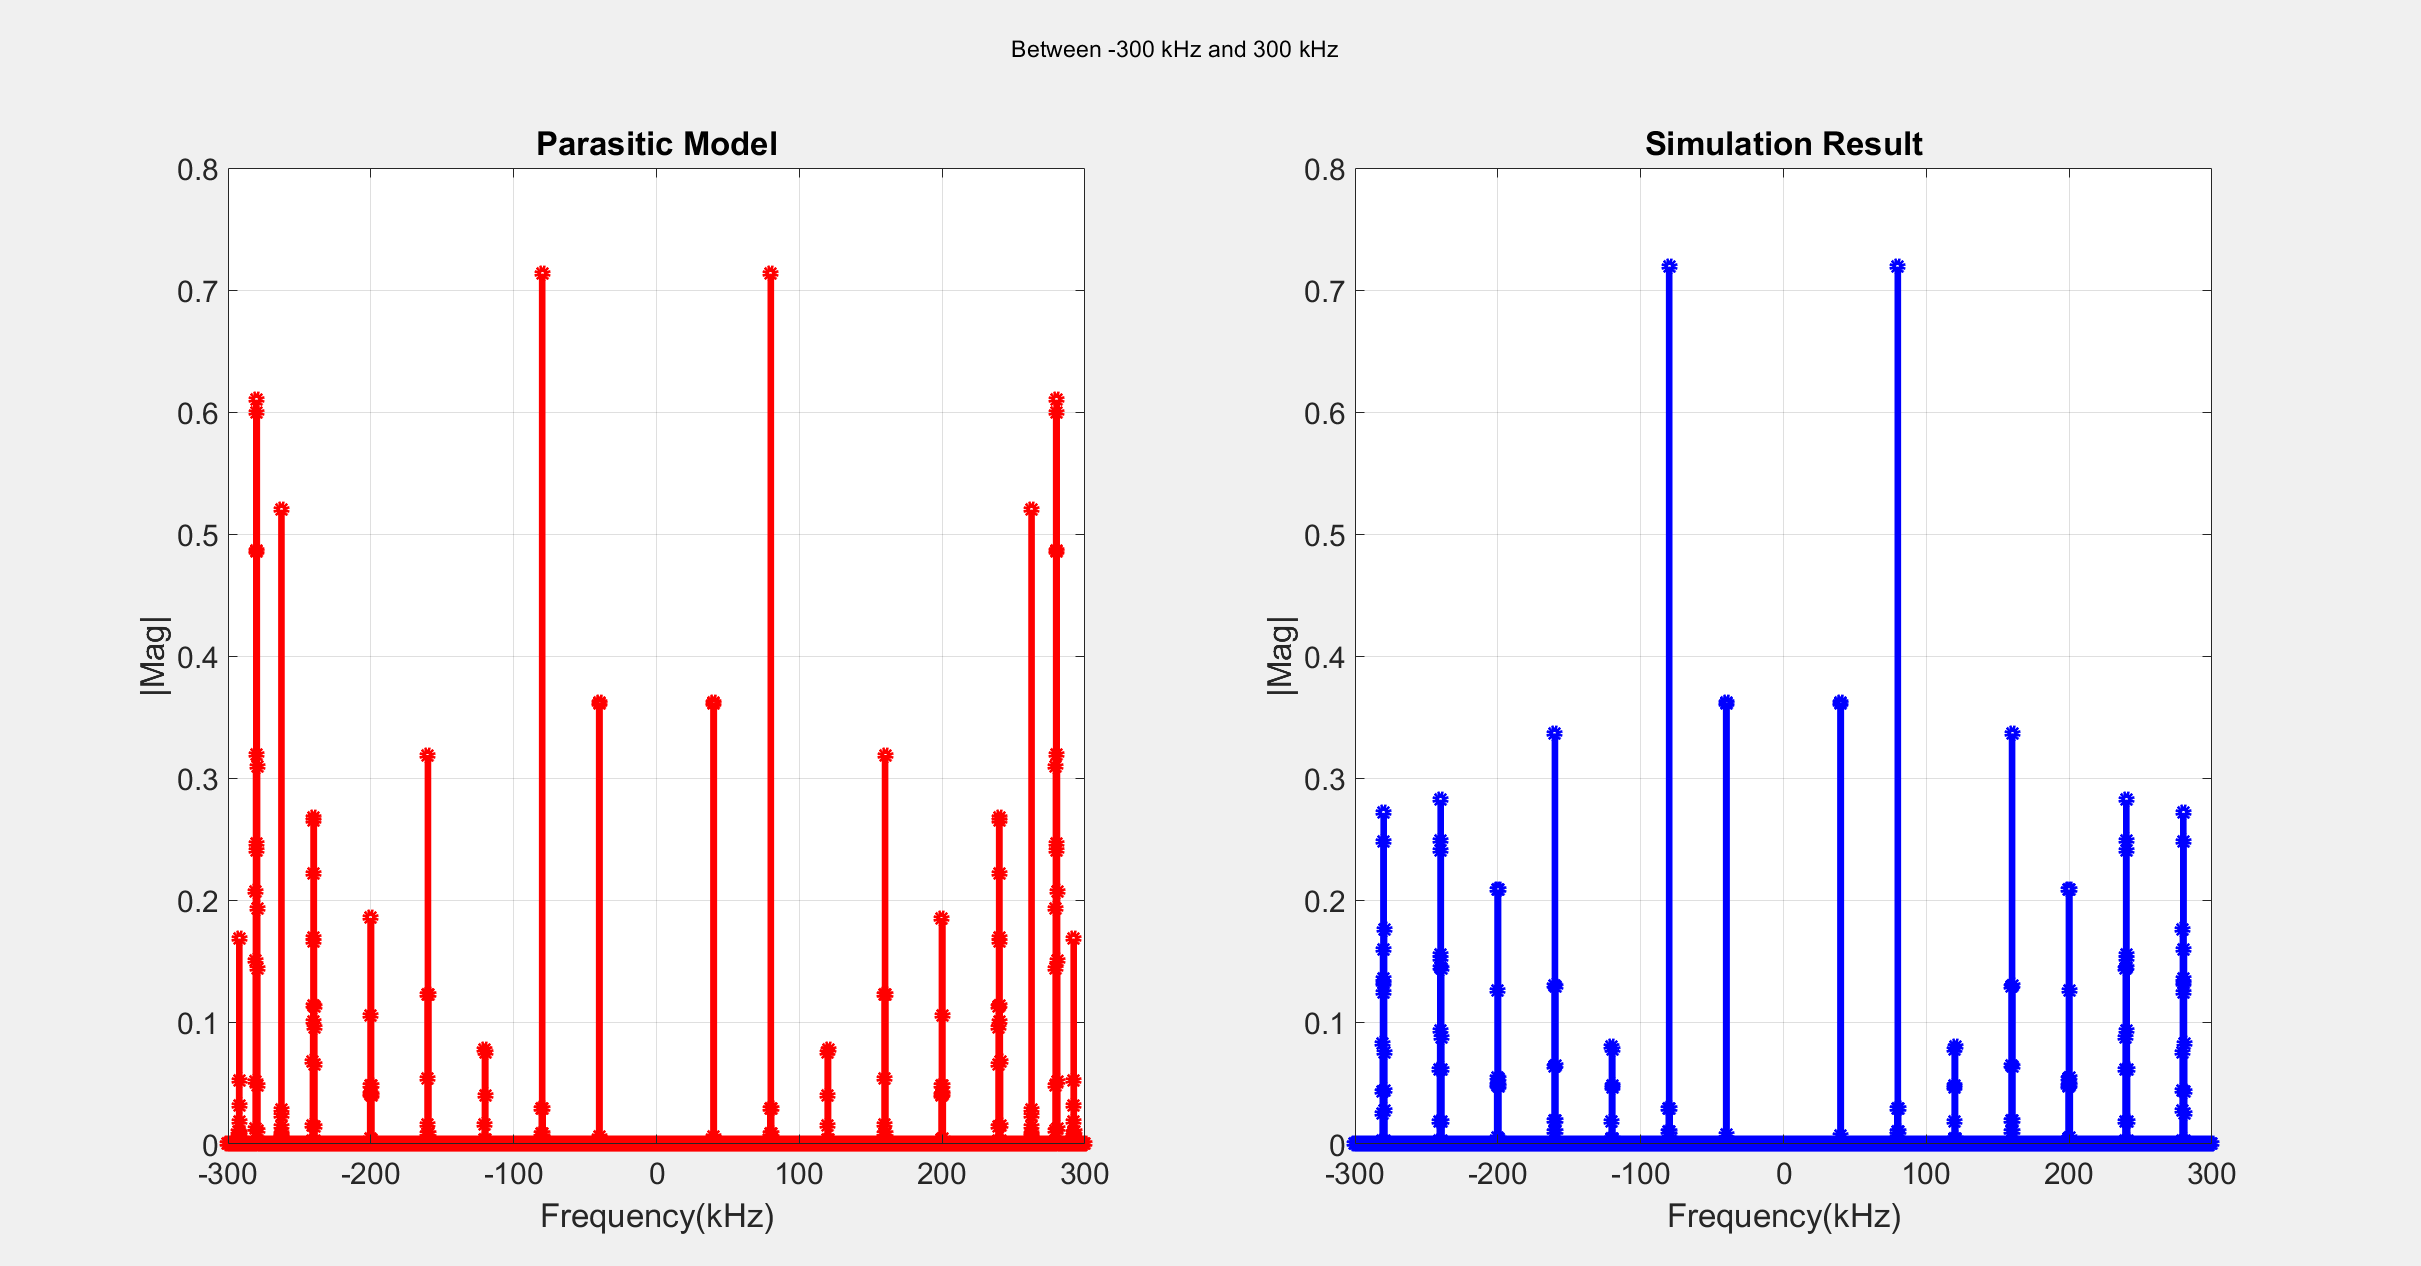 Between -300 kHz and 300 kHz
Parasitic Model
0.8
0.7
0.6
0.5
0.4
0.3
0.2
0.1
0
|Mag|
-300 -200 -100 0 100 200 300
Frequency(kHz)
Simulation Result
0.8
0.7
0.6
0.5
0.4
0.3
0.2
0.1
0
|Mag|
-300 -200 -100 0 100 200 300
Frequency(kHz)